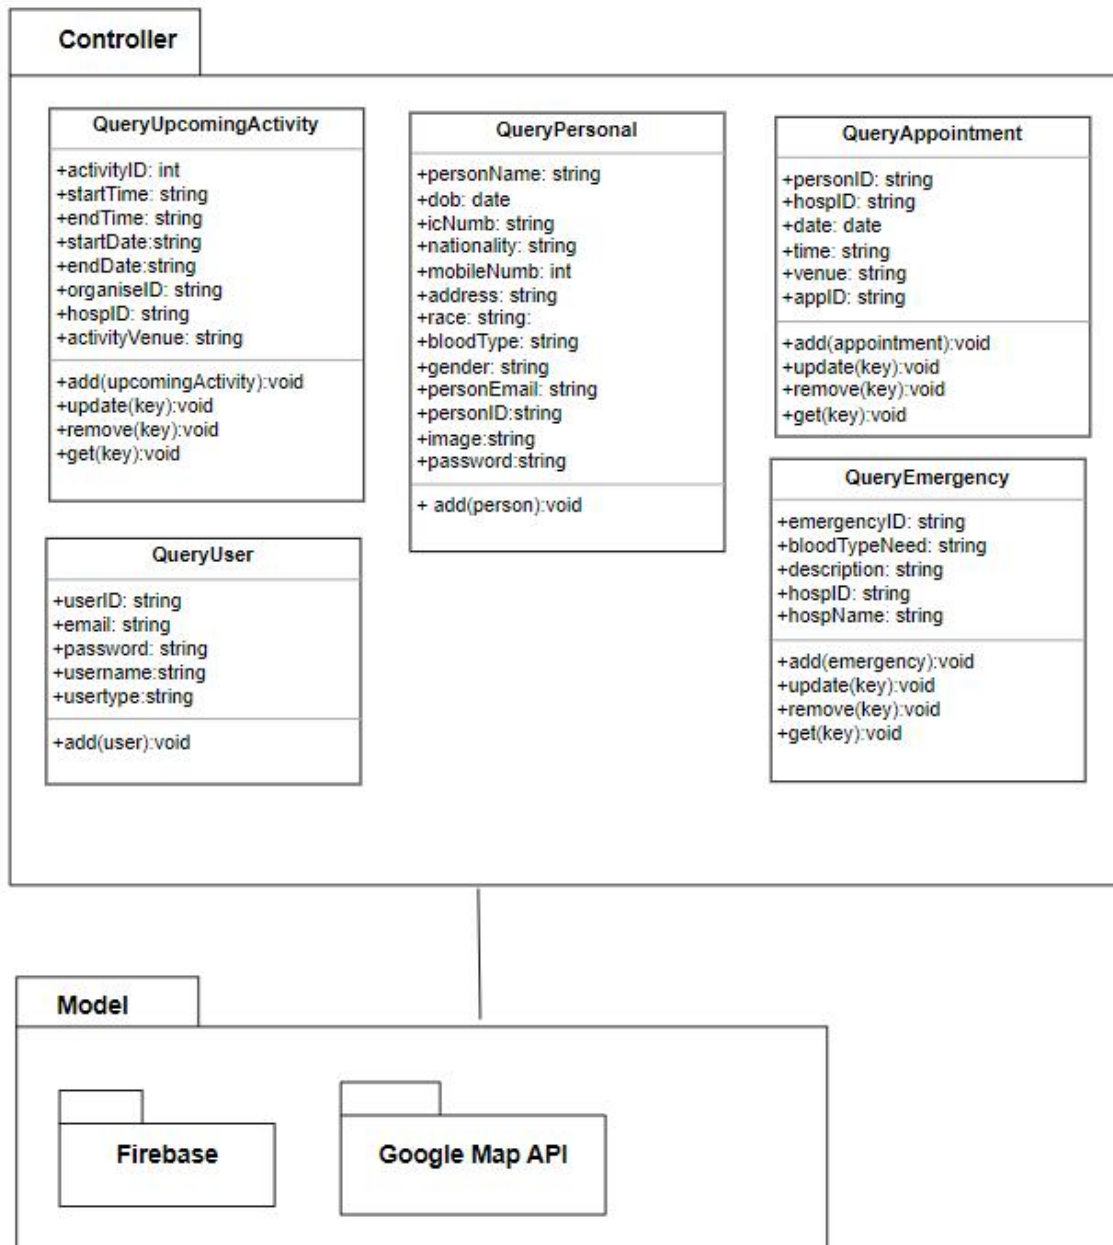 Controller
QueryUpcomingActivity
+activityID: int
+startTime: string
+endTime: string
+startDate:string
+endDate:string
+organiseID: string
+hospID: string
+activityVenue: string
+add(upcomingActivity):void
+update(key):void
+remove(key):void
+get(key):void
QueryPersonal
+personName: string
+dob: date
+icNumb: string
+nationality: string
+mobileNumb: int
+address: string
+race: string:
+bloodType: string
+gender: string
+personEmail: string
+personID:string
+image:string
+password:string
+ add(person):void
QueryAppointment
+personID: string
+hospID: string
+date: date
+time: string
+venue: string
+appID: string
+add(appointment):void
+update(key):void
+remove(key):void
+get(key):void
QueryUser
+userID: string
+email: string
+password: string
+username:string
+usertype:string
+add(user):void
QueryEmergency
+emergencyID: string
+bloodTypeNeed: string
+description: string
+hospID: string
+hospName: string
+add(emergency):void
+update(key):void
+remove(key):void
+get(key):void
Model
Firebase
Google Map API